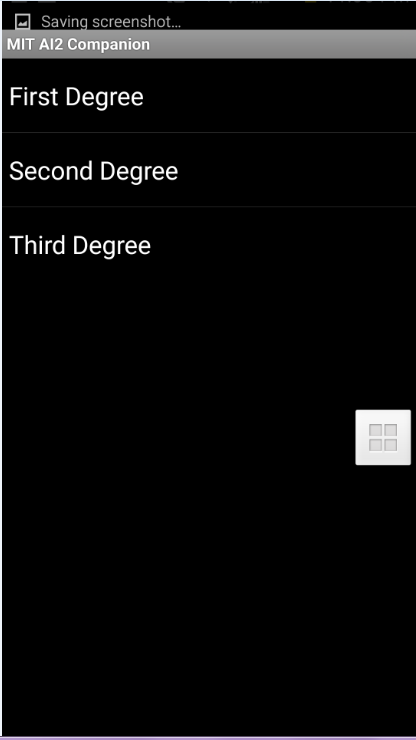 Saving screenshot...
MIT AI2 Companion
First Degree
Second Degree
Third Degree